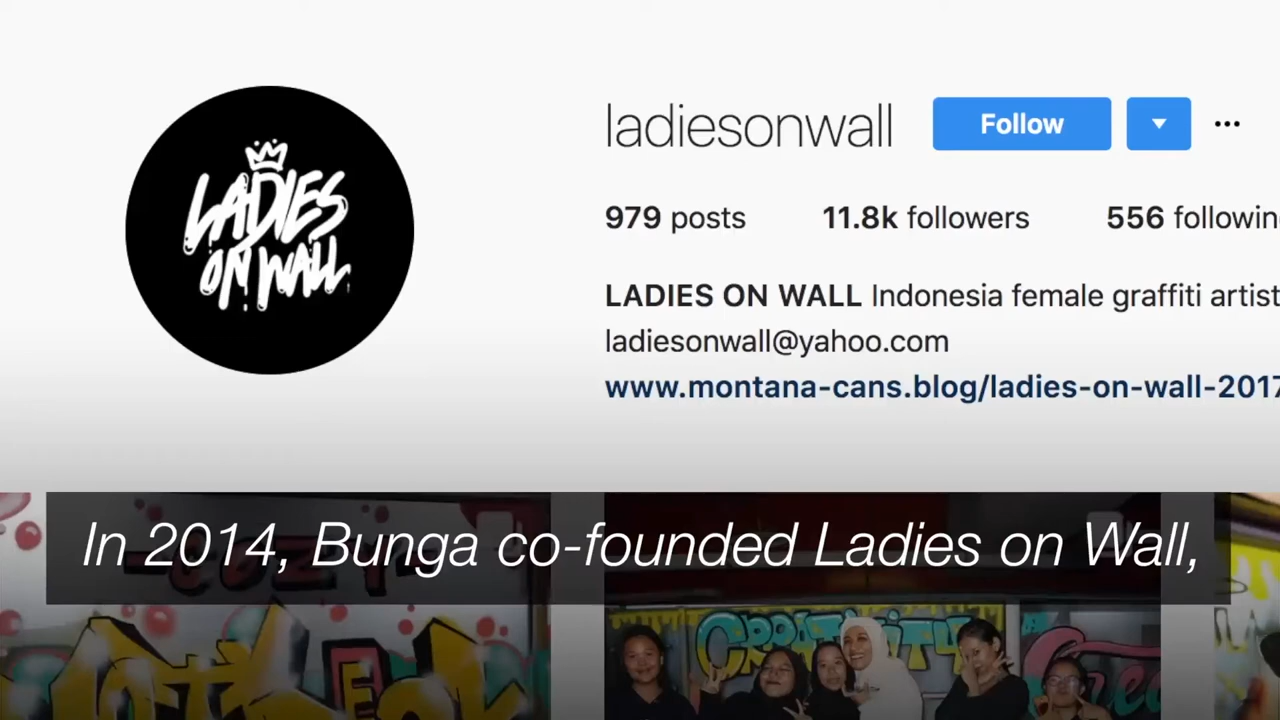 LADIES
ON WALL
ladiesonwall
Follow
979 posts 11.8k followers 556 followin
LADIES ON WALL Indonesia female graffiti artist
ladiesonwall@yahoo.com
www.montana-cans.blog/ladies-on-wall-2017
In 2014, Bunga co-founded Ladies on Wall,
CREATIVITY